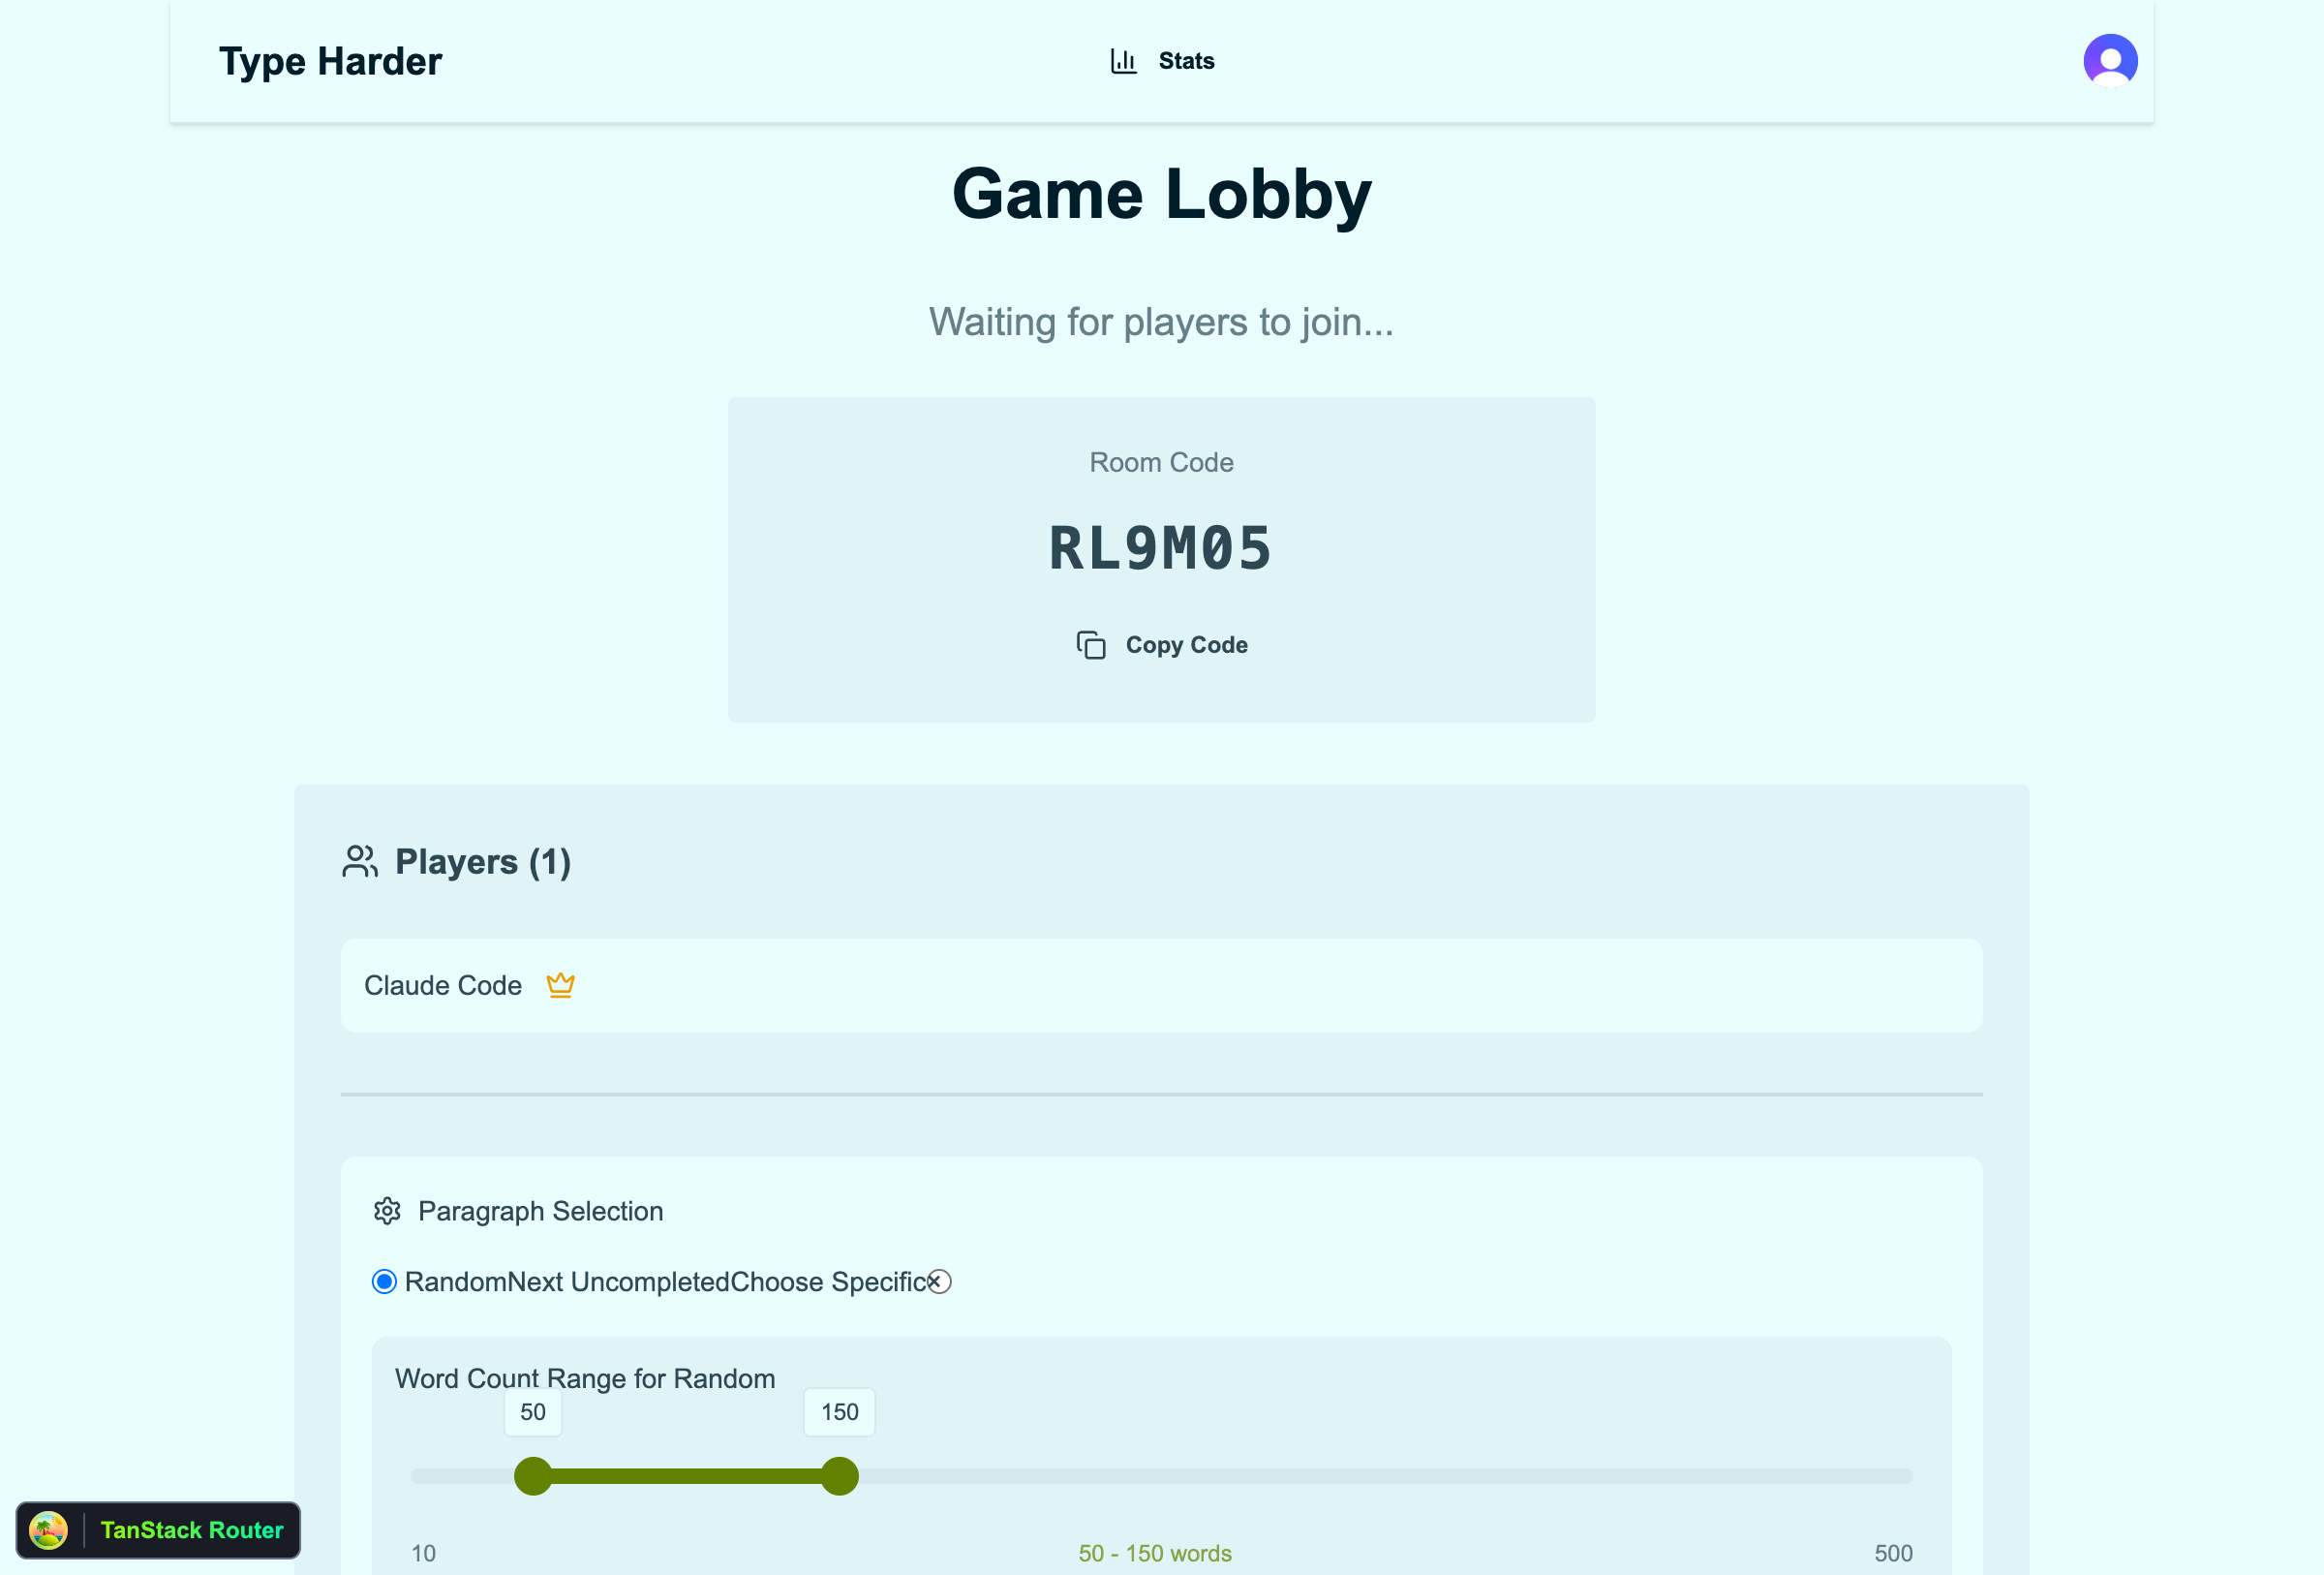 Type Harder
Stats
Game Lobby
Waiting for players to join...
Room Code
RL9M05
Copy Code
Players (1)
Claude Code
Paragraph Selection
RandomNext UncompletedChoose Specific
Word Count Range for Random
50
150
10
50 - 150 words
500
TanStack Router